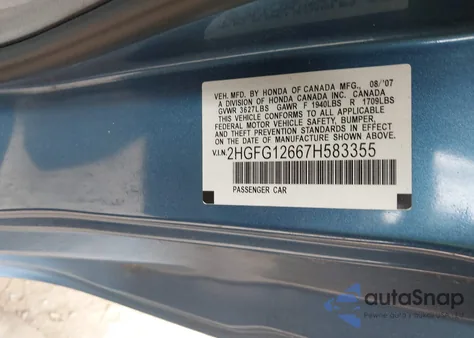 VEH. MFD. BY HONDA OF CANADA MFG., 08/'07
A DIVISION OF HONDA CANADA INC. CANADA
GVWR 3627LBS GAWR F 1940LBS R 1709LBS
THIS VEHICLE CONFORMS TO ALL APPLICABLE
FEDERAL MOTOR VEHICLE SAFETY, BUMPER,
AND THEFT PREVENTION STANDARDS IN EFFECT
ON THE DATE OF MANUFACTURE SHOWN ABOVE.
V.I.N. 2HGFG12667H583355
PASSENGER CAR
autoSnap